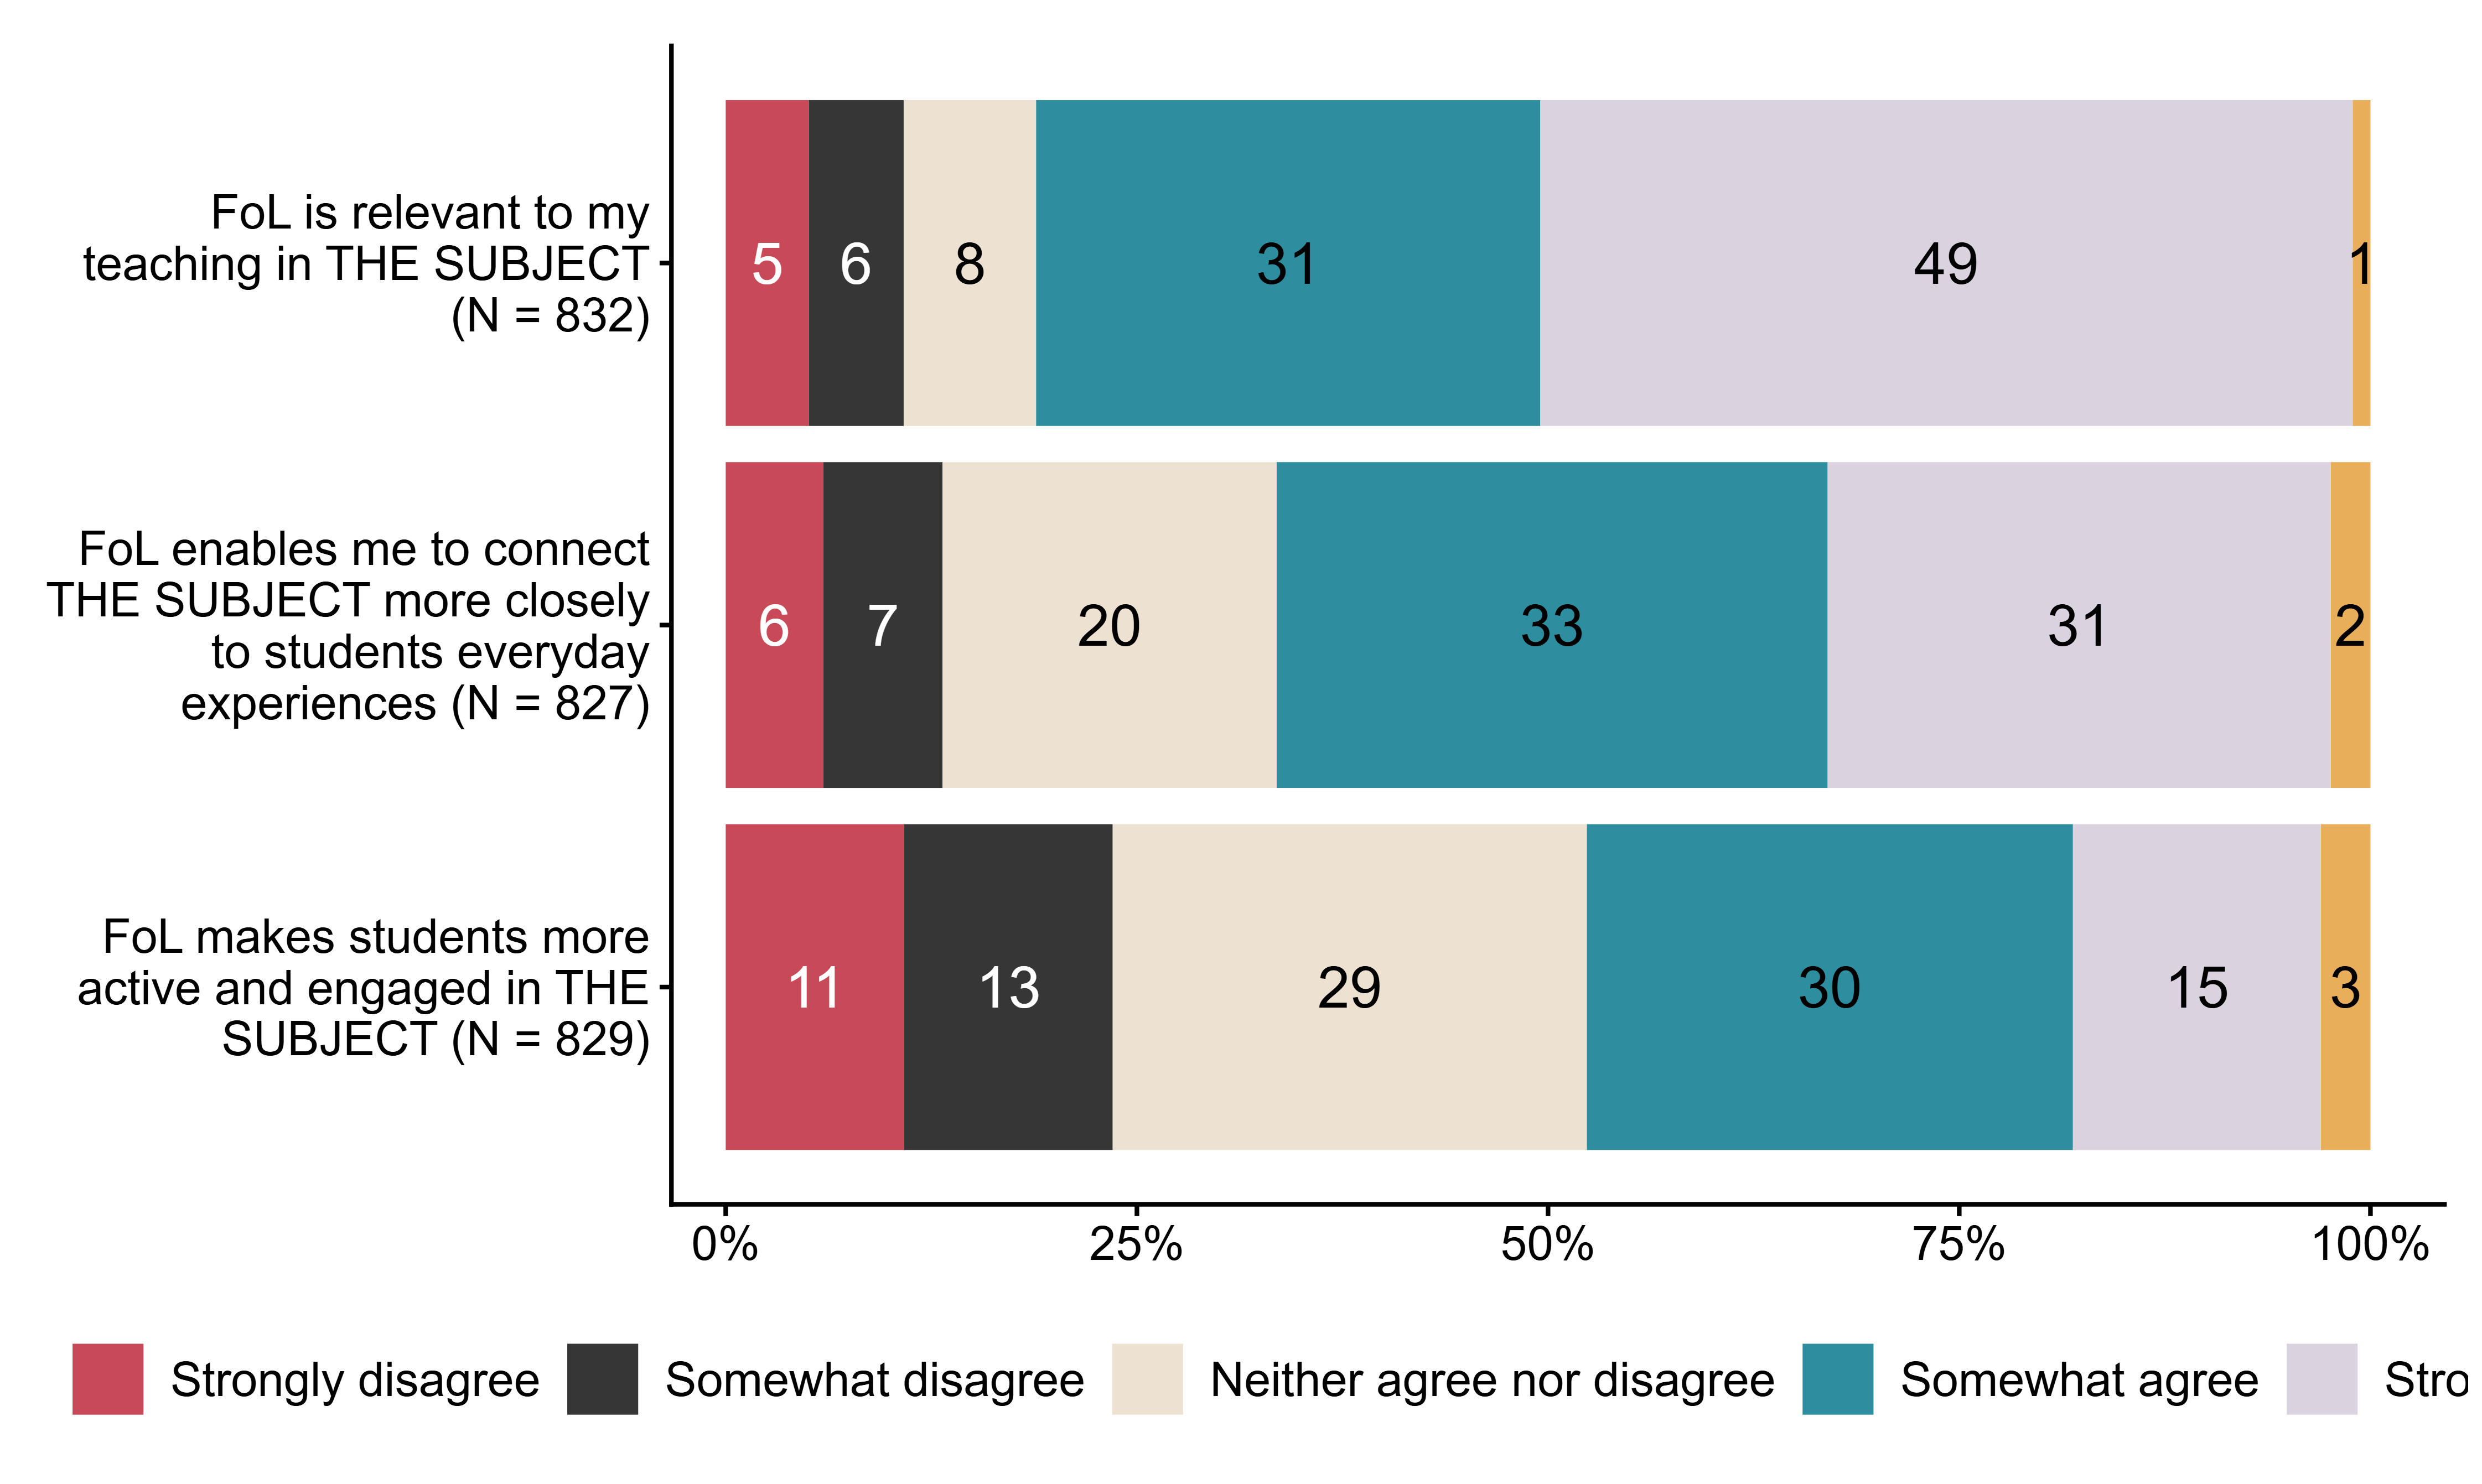 FoL is relevant to my
teaching in THE SUBJECT
(N = 832)
5 6 8 31 49 1
FoL enables me to connect
THE SUBJECT more closely
to students everyday
experiences (N = 827)
6 7 20 33 31 2
FoL makes students more
active and engaged in THE
SUBJECT (N = 829)
11 13 29 30 15 3
0% 25% 50% 75% 100%
Strongly disagree Somewhat disagree Neither agree nor disagree Somewhat agree Stro